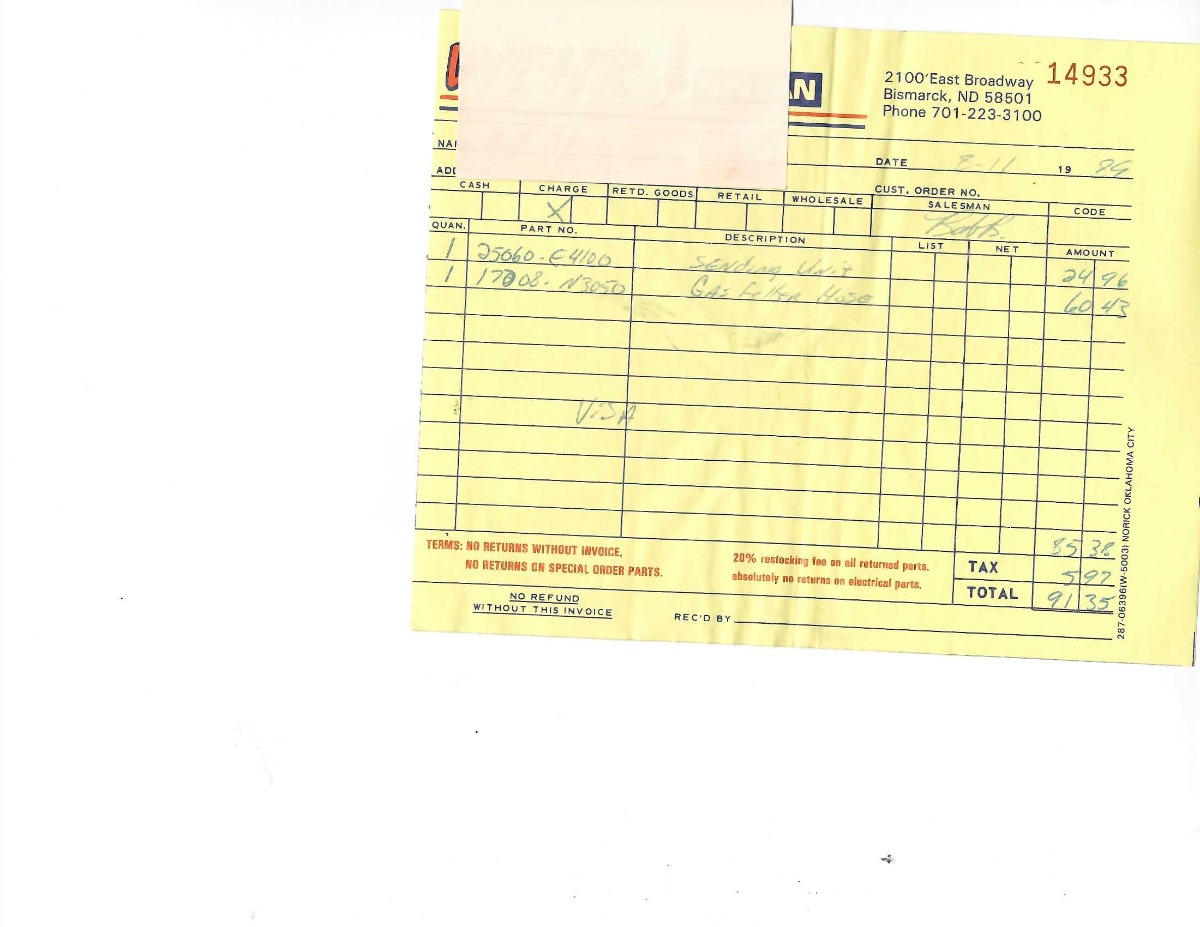 AN
2100 East Broadway 14933
Bismarck, ND 58501
Phone 701-223-3100
DATE 8-11 19 89
CASH CHARGE RETD. GOODS RETAIL WHOLESALE CUST. ORDER NO.
SALESMAN CODE
X Bob B.
QUAN. PART NO. DESCRIPTION LIST NET AMOUNT
1 25060-E4100 SENding Unit 24 96
1 17208-N3050 GAS Feller Hose 60 43
ViSA
85 38
TERMS: NO RETURNS WITHOUT INVOICE.
NO RETURNS ON SPECIAL ORDER PARTS.
20% restocking fee on all returned parts.
absolutely no returns on electrical parts.
TAX 5 97
TOTAL 91 35
NO REFUND
WITHOUT THIS INVOICE
REC'D BY
287-06396(W-5003) NORICK OKLAHOMA CITY